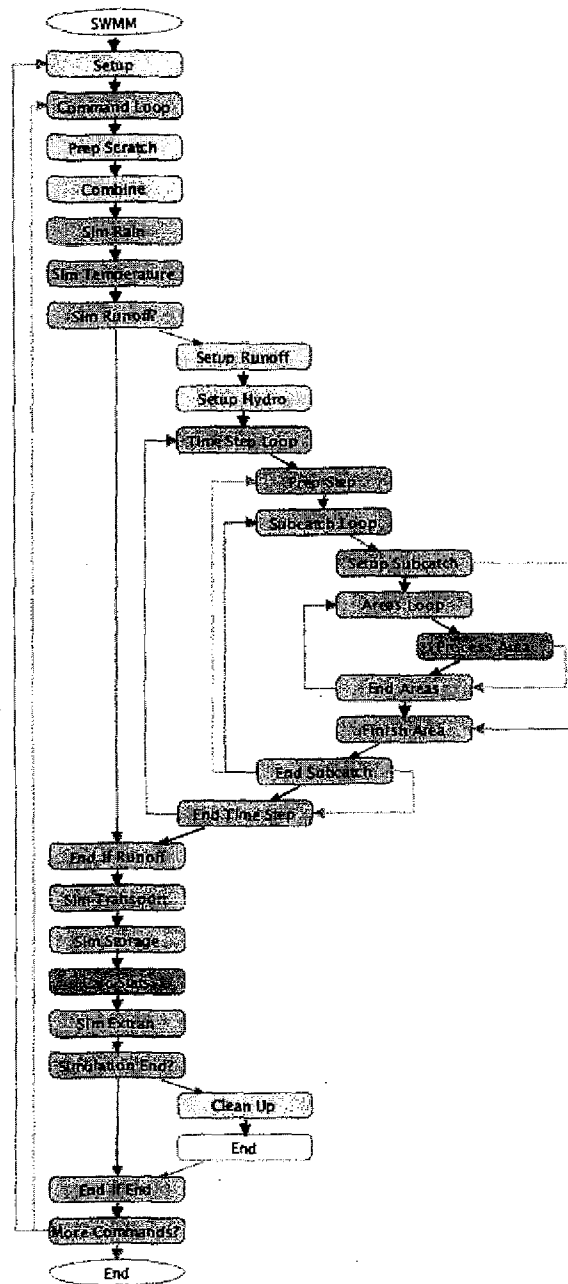 SWMM
Setup
Command Loop
Prep Scratch
Combine
Sim Rain
Sim Temperature
Sim Runoff?
Setup Runoff
Setup Hydro
Time Step Loop
Prep Step
Subcatch Loop
Setup Subcatch
Areas Loop
Process Area
End Areas
Finish Area
End Subcatch
End Time Step
End If Runoff
Sim Transport
Sim Storage
Sim Extran
Simulation End?
Clean Up
End
End If End
More Commands?
End